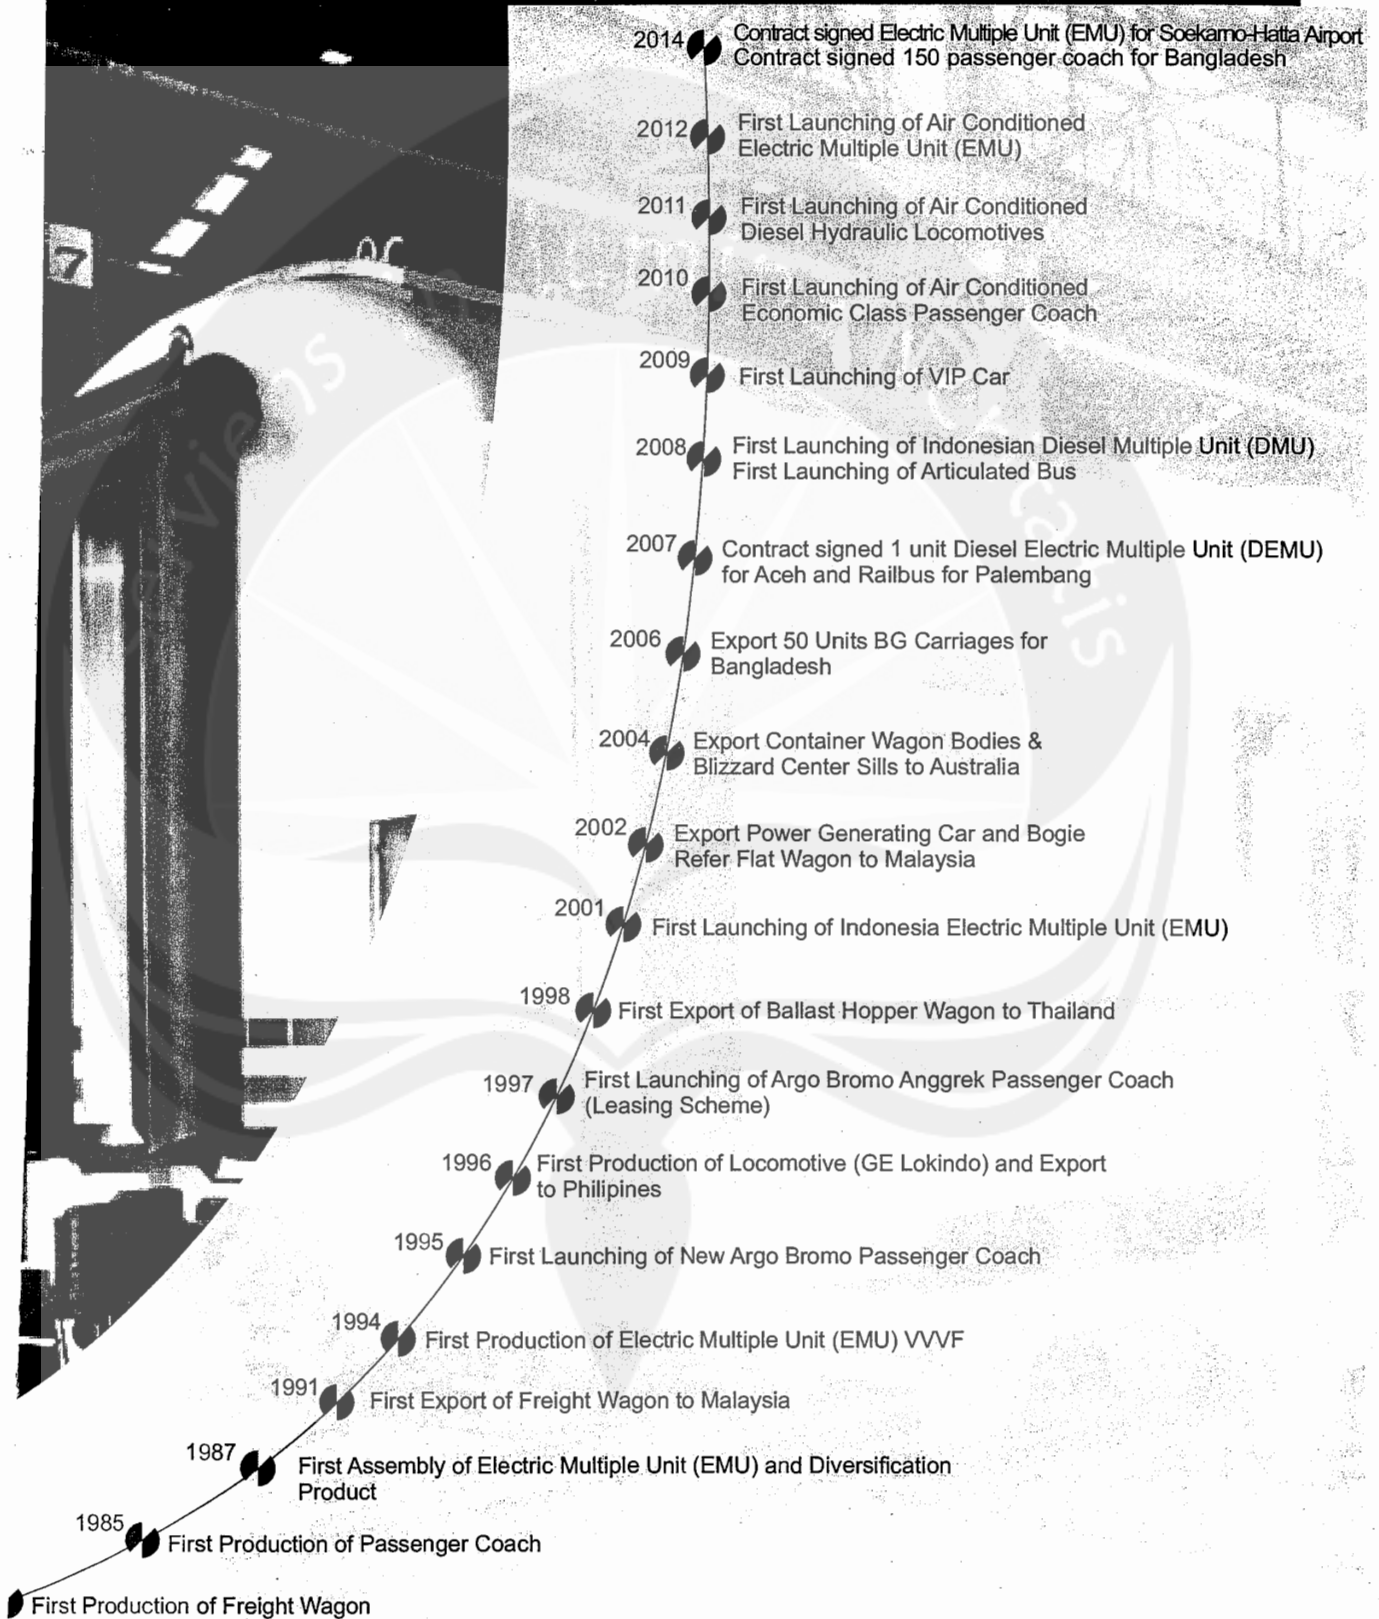 2014
Contract signed Electric Multiple Unit (EMU) for Soekarno-Hatta Airport
Contract signed 150 passenger coach for Bangladesh
2012
First Launching of Air Conditioned
Electric Multiple Unit (EMU)
2011
First Launching of Air Conditioned
Diesel Hydraulic Locomotives
7
2010
First Launching of Air Conditioned
Economic Class Passenger Coach
2009
First Launching of VIP Car
2008
First Launching of Indonesian Diesel Multiple Unit (DMU)
First Launching of Articulated Bus
2007
Contract signed 1 unit Diesel Electric Multiple Unit (DEMU)
for Aceh and Railbus for Palembang
2006
Export 50 Units BG Carriages for
Bangladesh
2004
Export Container Wagon Bodies &
Blizzard Center Sills to Australia
2002
Export Power Generating Car and Bogie
Refer Flat Wagon to Malaysia
2001
First Launching of Indonesia Electric Multiple Unit (EMU)
1998
First Export of Ballast Hopper Wagon to Thailand
1997
First Launching of Argo Bromo Anggrek Passenger Coach
(Leasing Scheme)
1996
First Production of Locomotive (GE Lokindo) and Export
to Philipines
1995
First Launching of New Argo Bromo Passenger Coach
1994
First Production of Electric Multiple Unit (EMU) VVVF
1991
First Export of Freight Wagon to Malaysia
1987
First Assembly of Electric Multiple Unit (EMU) and Diversification
Product
1985
First Production of Passenger Coach
First Production of Freight Wagon